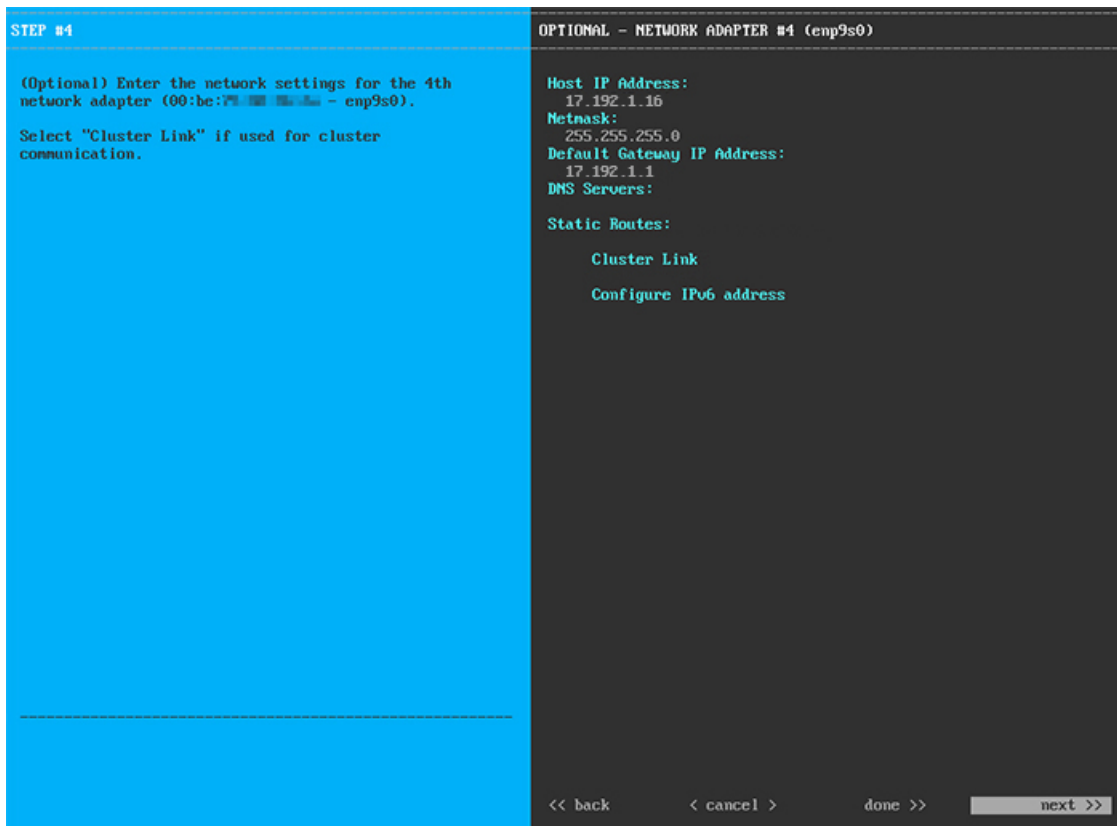 STEP #4
(Optional) Enter the network settings for the 4th
network adapter (00:be: - enp9s0).
Select "Cluster Link" if used for cluster
communication.
OPTIONAL - NETWORK ADAPTER #4 (enp9s0)
Host IP Address:
17.192.1.16
Netmask:
255.255.255.0
Default Gateway IP Address:
17.192.1.1
DNS Servers:
Static Routes:
Cluster Link
Configure IPv6 address
<< back < cancel > done >> next >>